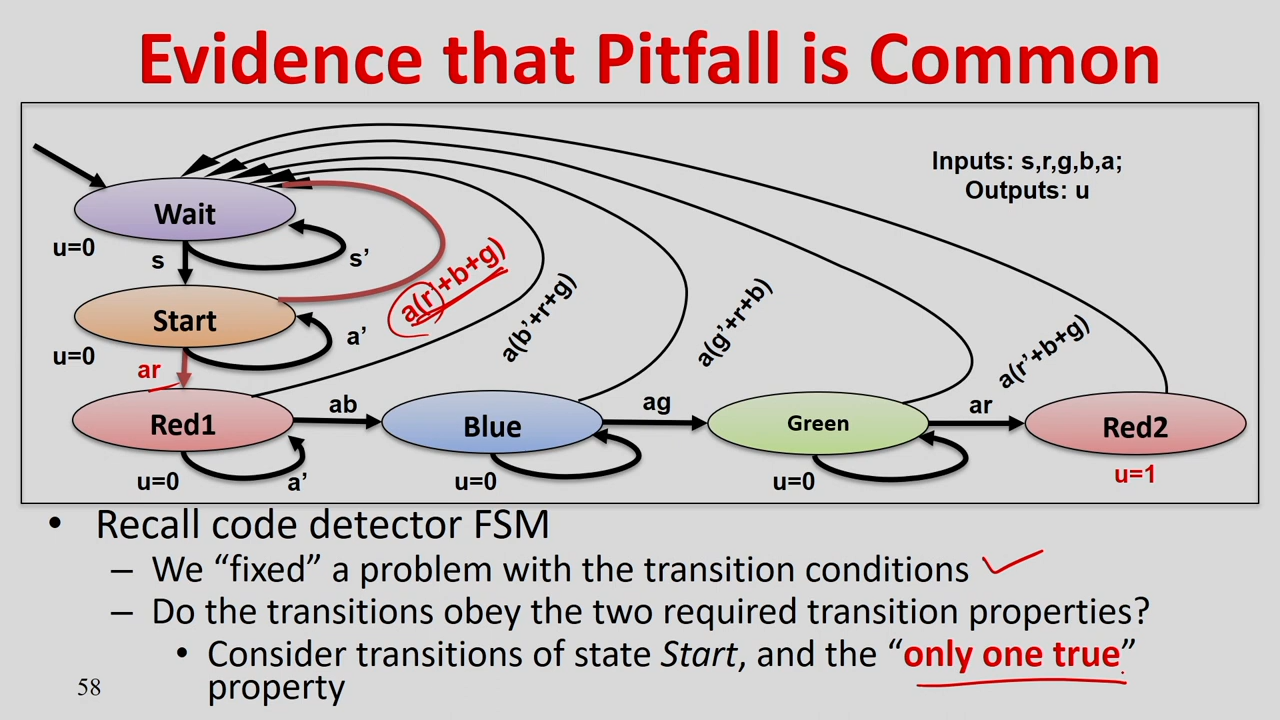 Evidence that Pitfall is Common
Inputs: s,r,g,b,a;
Outputs: u
Wait
u=0
s
s’
a(r’+b+g)
a(b’+r+g)
a(g’+r+b)
a(r’+b+g)
Start
u=0
a’
ar
Red1
ab
Blue
ag
Green
ar
Red2
u=0
a’
u=0
u=0
u=1
• Recall code detector FSM
– We “fixed” a problem with the transition conditions
– Do the transitions obey the two required transition properties?
• Consider transitions of state Start, and the “only one true”
property
58